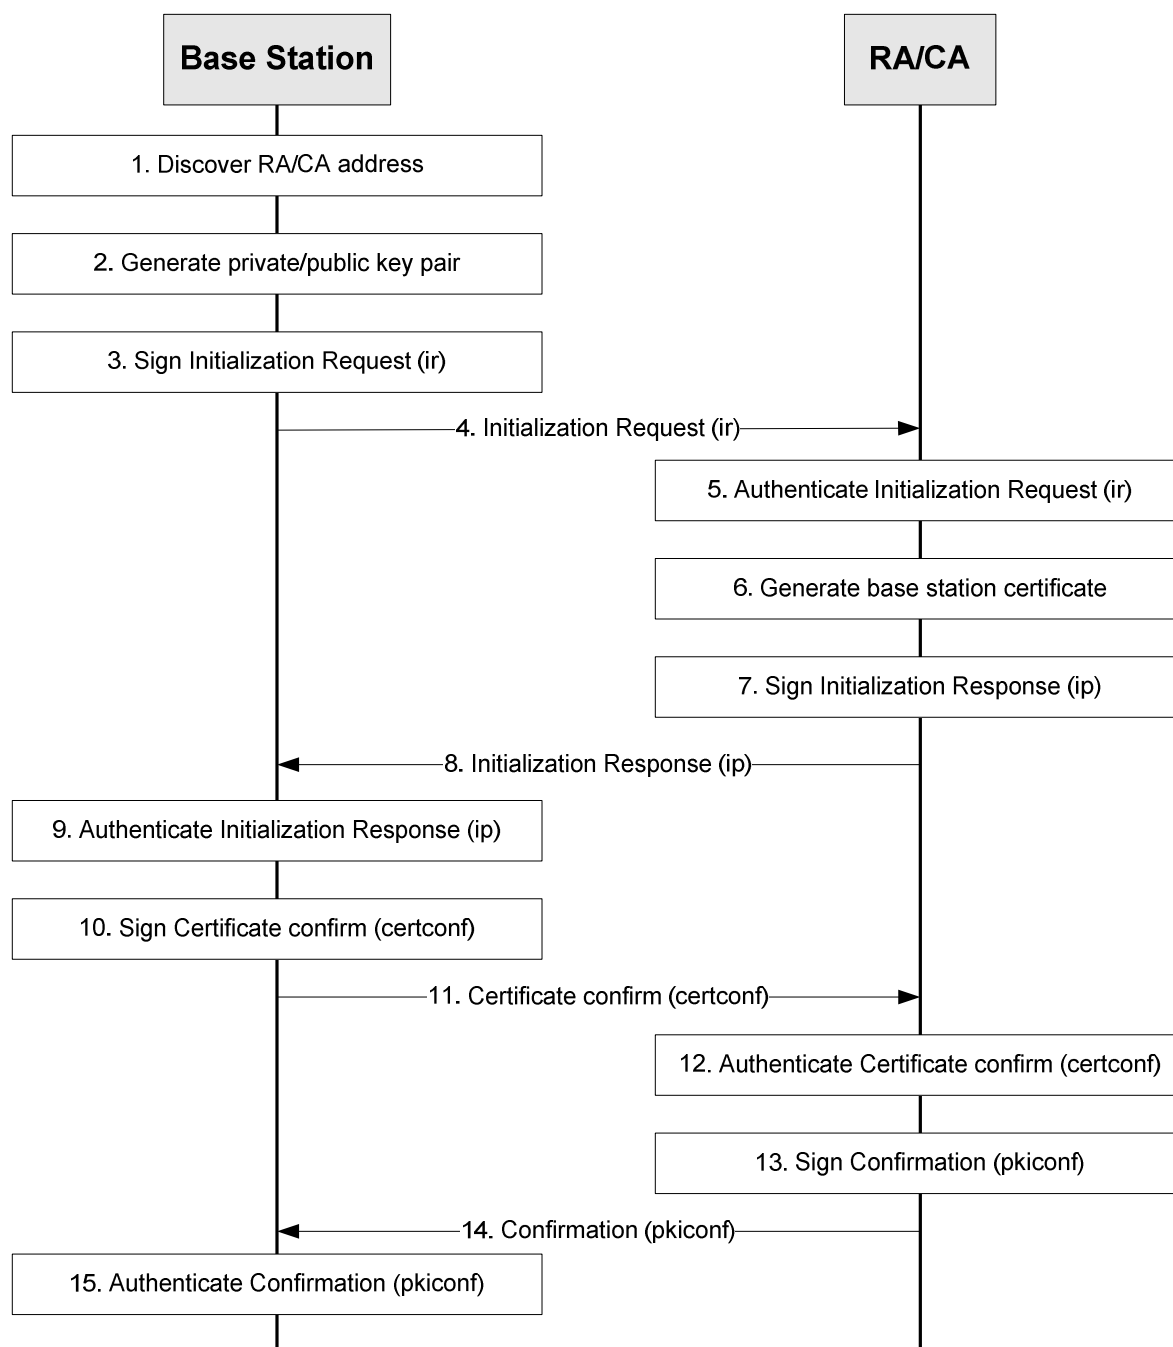 Base Station
RA/CA
1. Discover RA/CA address
2. Generate private/public key pair
3. Sign Initialization Request (ir)
4. Initialization Request (ir)
5. Authenticate Initialization Request (ir)
6. Generate base station certificate
7. Sign Initialization Response (ip)
8. Initialization Response (ip)
9. Authenticate Initialization Response (ip)
10. Sign Certificate confirm (certconf)
11. Certificate confirm (certconf)
12. Authenticate Certificate confirm (certconf)
13. Sign Confirmation (pkiconf)
14. Confirmation (pkiconf)
15. Authenticate Confirmation (pkiconf)